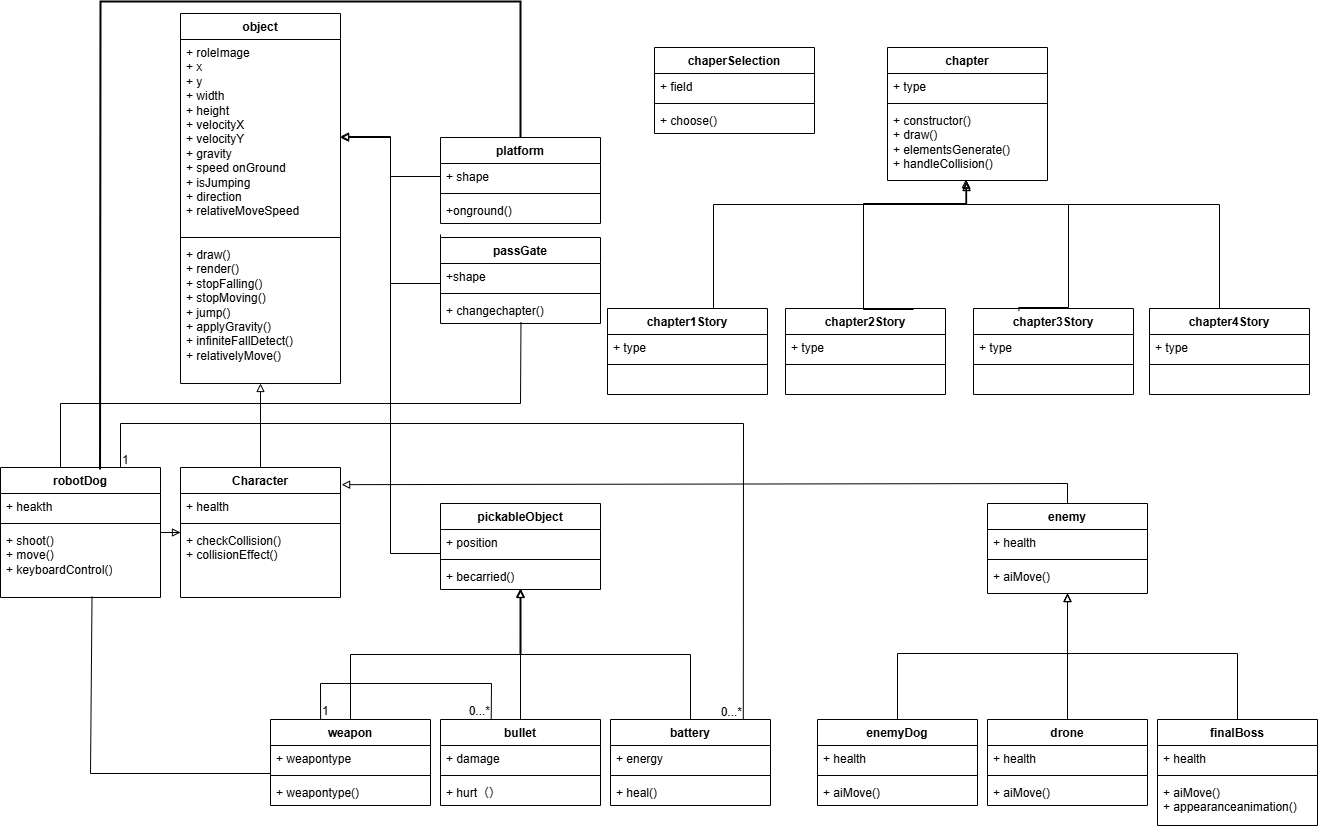 object
+ roleImage
+ x
+ y
+ width
+ height
+ velocityX
+ velocityY
+ gravity
+ speed onGround
+ isJumping
+ direction
+ relativeMoveSpeed
+ draw()
+ render()
+ stopFalling()
+ stopMoving()
+ jump()
+ applyGravity()
+ infiniteFallDetect()
+ relativelyMove()
platform
+ shape
+onground()
passGate
+shape
+ changechapter()
chaperSelection
+ field
+ choose()
chapter
+ type
+ constructor()
+ draw()
+ elementsGenerate()
+ handleCollision()
chapter1Story
+ type
chapter2Story
+ type
chapter3Story
+ type
chapter4Story
+ type
1
robotDog
+ heakth
+ shoot()
+ move()
+ keyboardControl()
Character
+ health
+ checkCollision()
+ collisionEffect()
pickableObject
+ position
+ becarried()
enemy
+ health
+ aiMove()
1
0...*
0...*
weapon
+ weapontype
+ weapontype()
bullet
+ damage
+ hurt（）
battery
+ energy
+ heal()
enemyDog
+ health
+ aiMove()
drone
+ health
+ aiMove()
finalBoss
+ health
+ aiMove()
+ appearanceanimation()